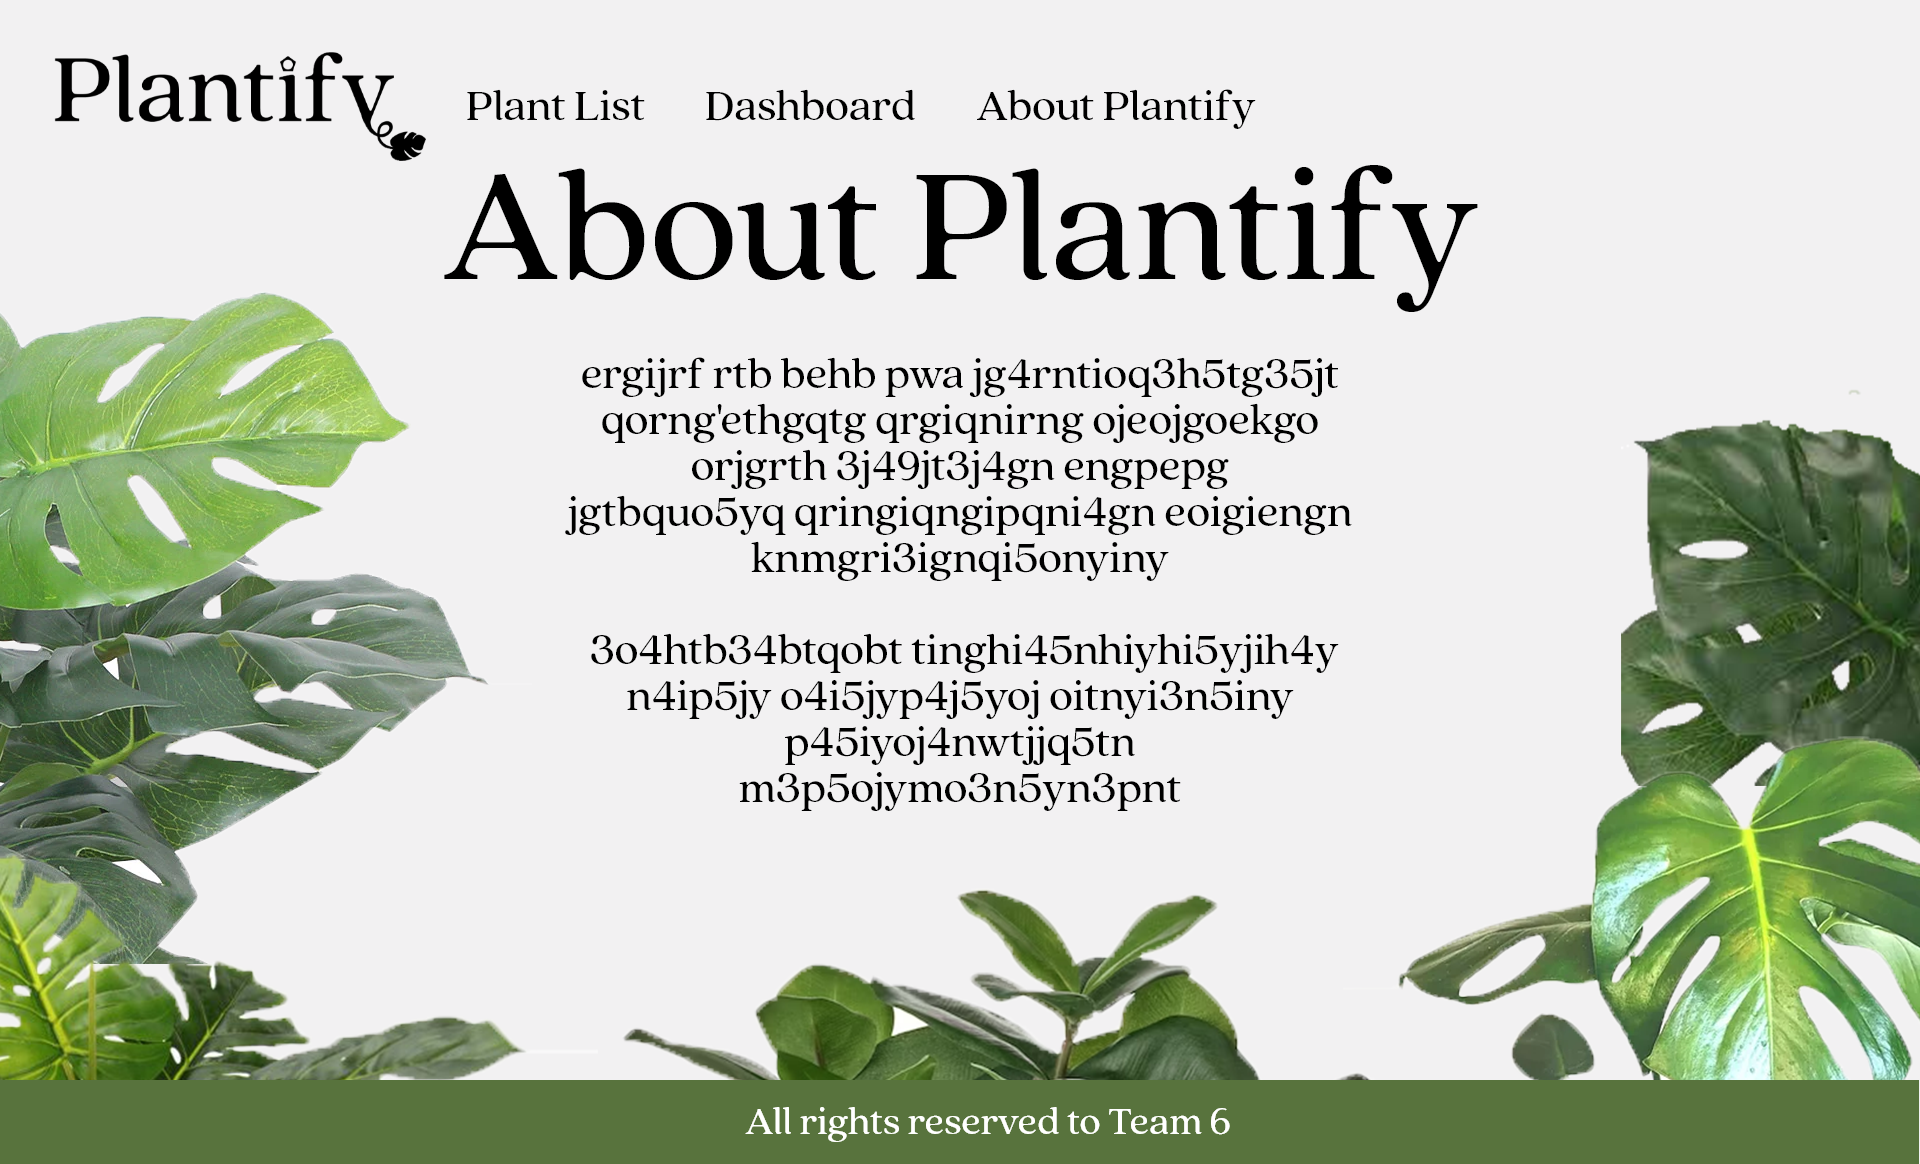 Plantify
Plant List Dashboard About Plantify
About Plantify
ergijrf rtb behb pwa jg4rntioq3h5tg35jt
qorng'ethgqtg qrgiqnirng ojeojgoekgo
orjgrth 3j49jt3j4gn engpepg
jgtbquo5yq qringiqngipqni4gn eoigiengn
knmgri3ignqi5onyiny
3o4htb34btqobt tinghi45nhiyhi5yjih4y
n4ip5jy o4i5jyp4j5yoj oitnyi3n5iny
p45iyoj4nwtjjq5tn
m3p5ojymo3n5yn3pnt
All rights reserved to Team 6